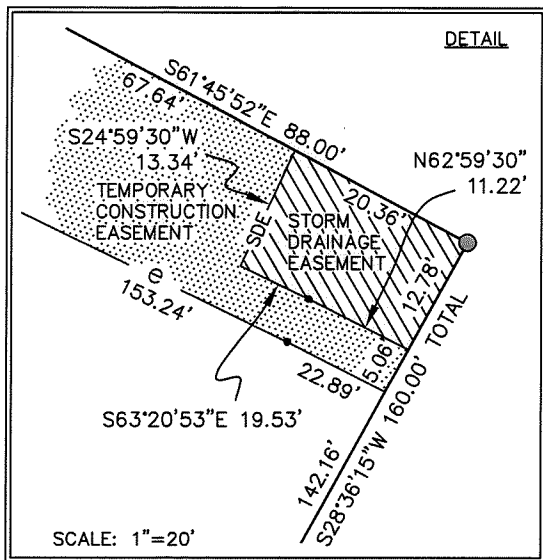 DETAIL
S61°45'52"E 88.00'
67.64'
S24°59'30"W
13.34'
N62°59'30"
11.22'
TEMPORARY
CONSTRUCTION
EASEMENT
20.36'
STORM
DRAINAGE
EASEMENT
SDE
12.78'
e
153.24'
5.06'
22.89'
S63°20'53"E 19.53'
142.16'
S28°36'15"W 160.00' TOTAL
SCALE: 1"=20'